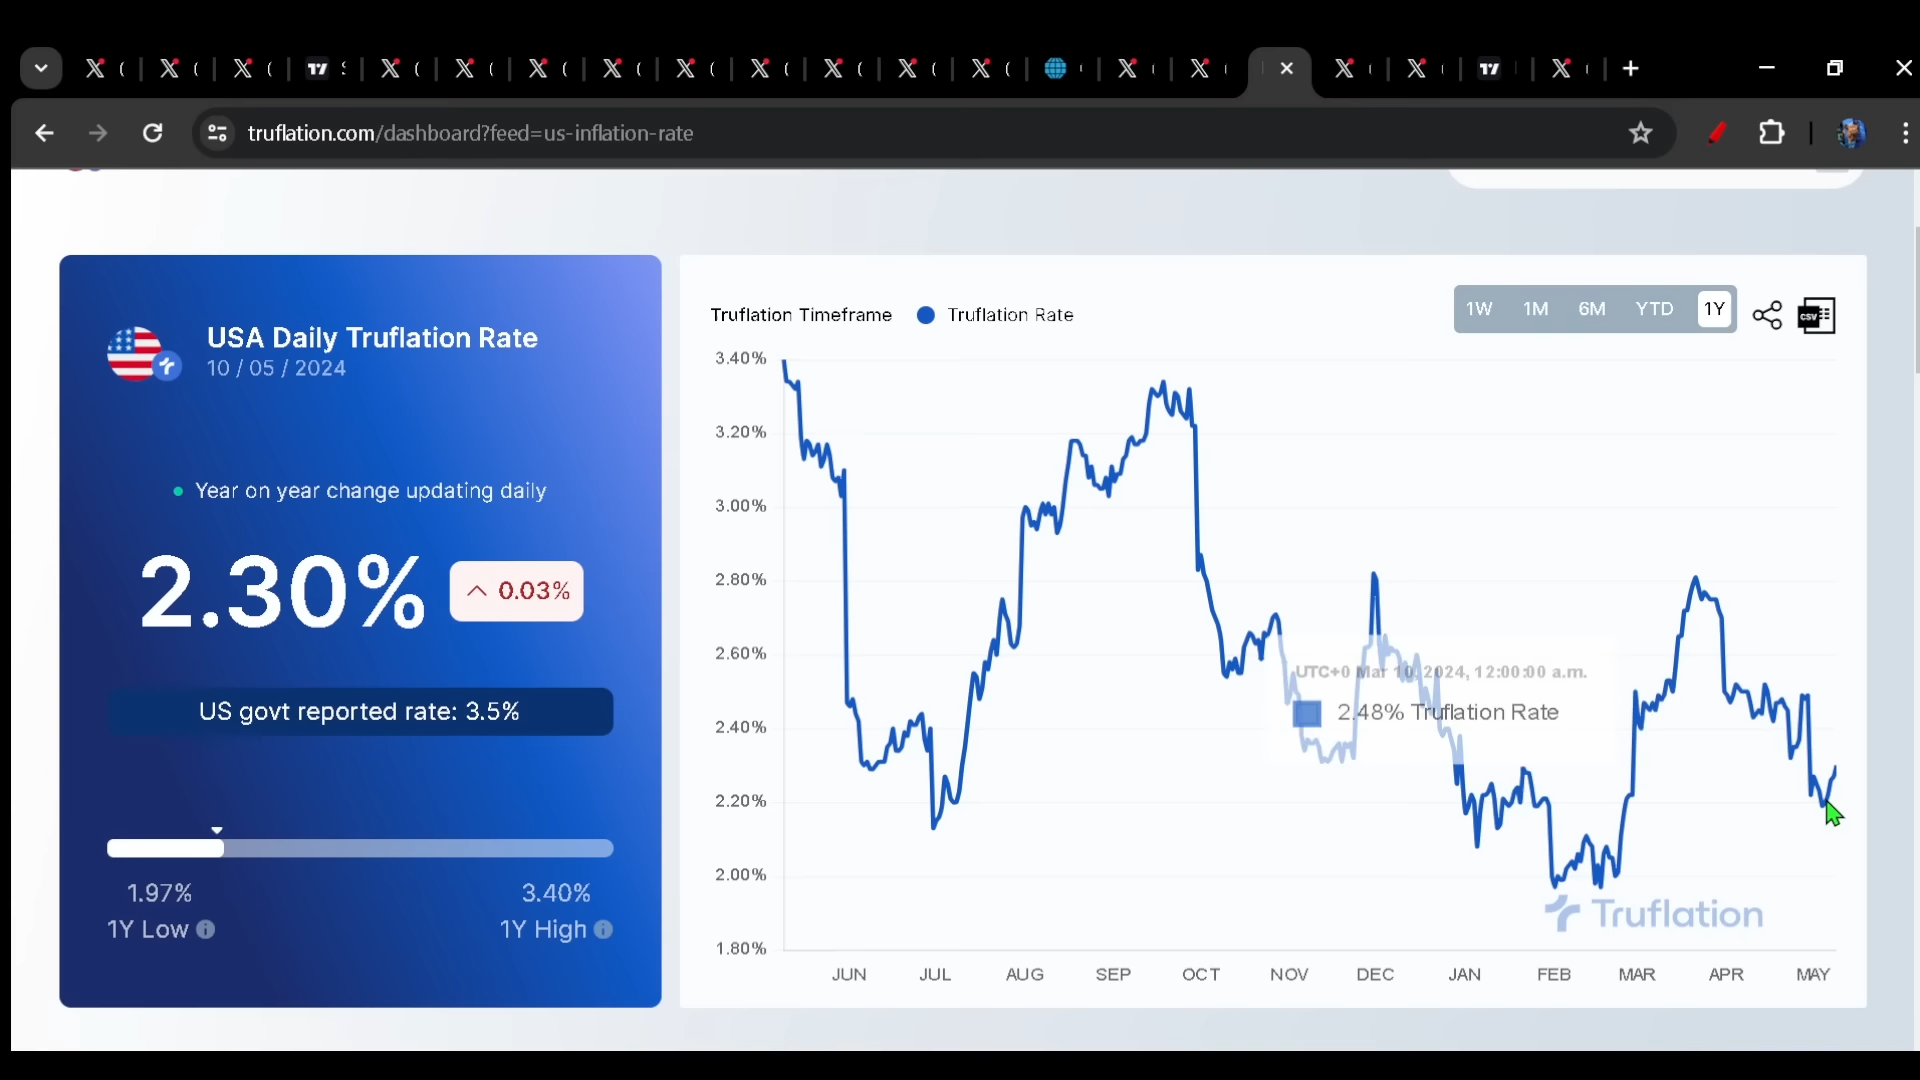 truflation.com/dashboard?feed=us-inflation-rate
USA Daily Truflation Rate
10 / 05 / 2024
Year on year change updating daily
2.30%
0.03%
US govt reported rate: 3.5%
1.97%
3.40%
1Y Low
1Y High
Truflation Timeframe
Truflation Rate
1W
1M
6M
YTD
1Y
CSV
3.40%
3.20%
3.00%
2.80%
2.60%
2.40%
2.20%
2.00%
1.80%
UTC+0 Mar 10, 2024, 12:00:00 a.m.
2.48% Truflation Rate
Truflation
JUN JUL AUG SEP OCT NOV DEC JAN FEB MAR APR MAY